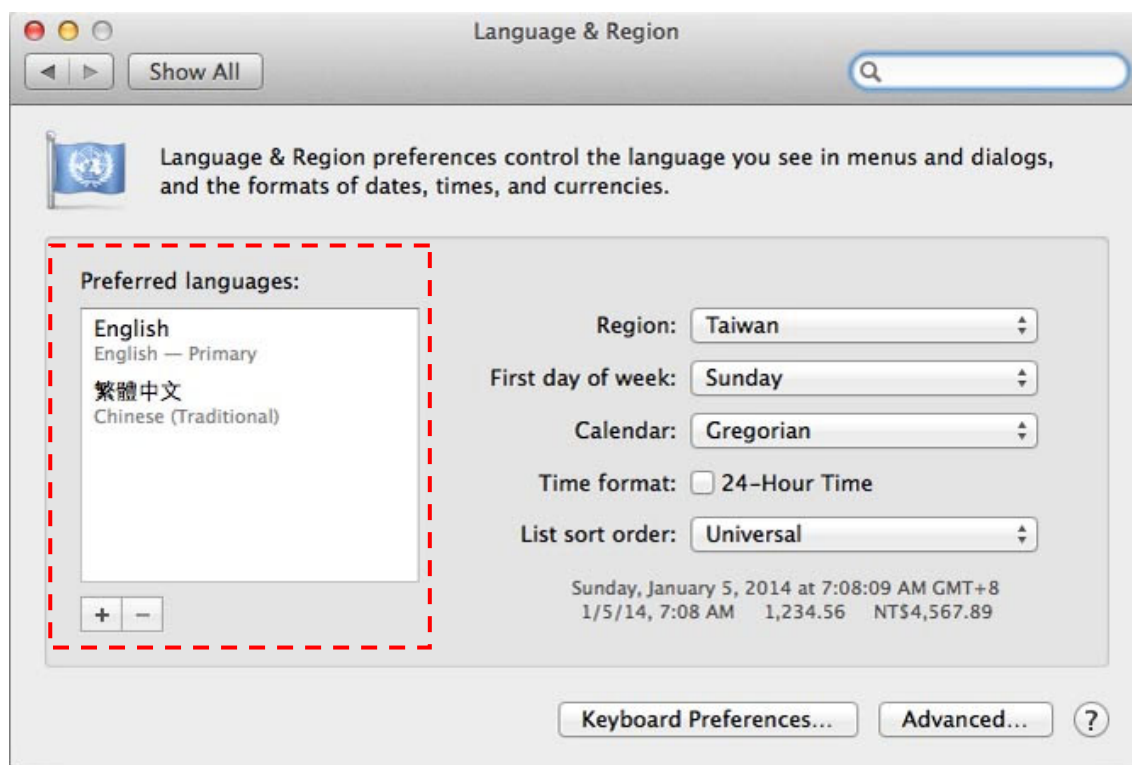 Language & Region
Show All
Language & Region preferences control the language you see in menus and dialogs,
and the formats of dates, times, and currencies.
Preferred languages:
English
English — Primary
繁體中文
Chinese (Traditional)
+ −
Region: Taiwan
First day of week: Sunday
Calendar: Gregorian
Time format: 24-Hour Time
List sort order: Universal
Sunday, January 5, 2014 at 7:08:09 AM GMT+8
1/5/14, 7:08 AM 1,234.56 NT$4,567.89
Keyboard Preferences... Advanced... ?